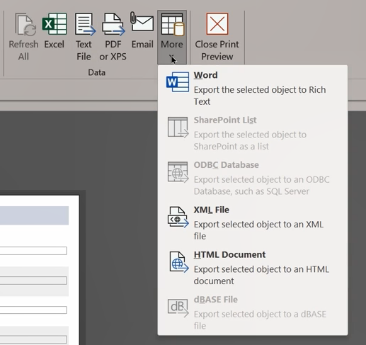 Refresh All
Excel
Text File
PDF or XPS
Email
More
Close Print Preview
Data
Word
Export the selected object to Rich
Text
SharePoint List
Export the selected object to
SharePoint as a list
ODBC Database
Export selected object to an ODBC
Database, such as SQL Server
XML File
Export selected object to an XML
file
HTML Document
Export selected object to an HTML
document
dBASE File
Export selected object to a dBASE
file